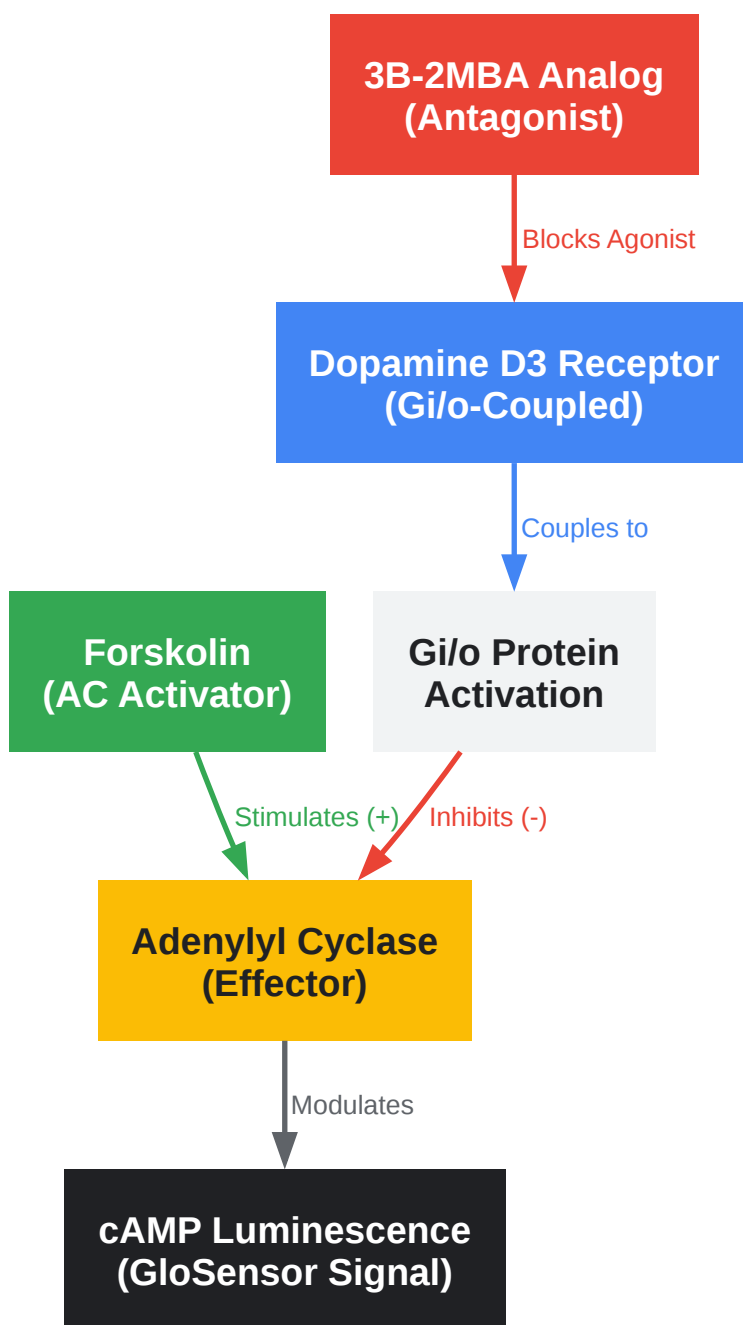 3B-2MBA Analog
(Antagonist)
Blocks Agonist
Dopamine D3 Receptor
(Gi/o-Coupled)
Couples to
Forskolin
(AC Activator)
Gi/o Protein
Activation
Stimulates (+)
Inhibits (-)
Adenylyl Cyclase
(Effector)
Modulates
cAMP Luminescence
(GloSensor Signal)